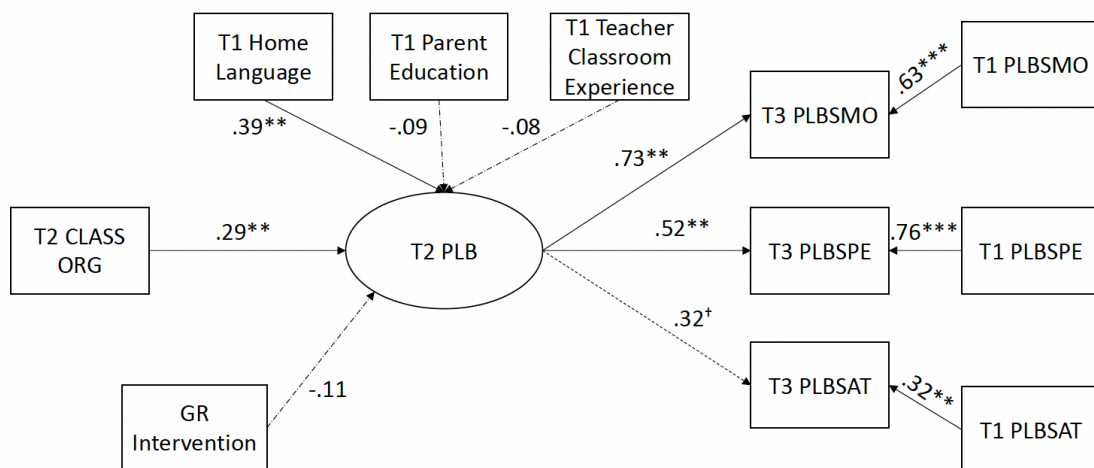 T1 Home
Language
T1 Parent
Education
T1 Teacher
Classroom
Experience
T1 PLBSMO
.63***
T3 PLBSMO
.39**
-.09
-.08
.73**
T2 CLASS
ORG
.29**
T2 PLB
.52**
T3 PLBSPE
.76***
T1 PLBSPE
.32†
-.11
T3 PLBSAT
.32**
GR
Intervention
T1 PLBSAT